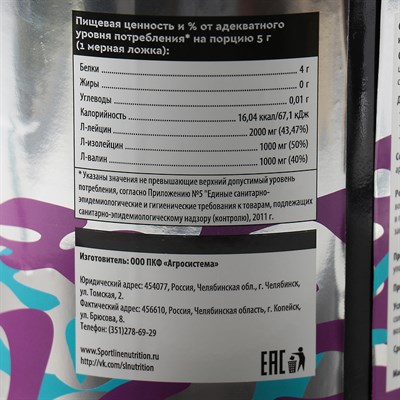 Пищевая ценность и % от адекватного
уровня потребления* на порцию 5 г
(1 мерная ложка):
Белки 4 г
Жиры 0 г
Углеводы 0,01 г
Калорийность 16,04 ккал/67,1 кДж
Л-лейцин 2000 мг (43,47%)
Л-изолейцин 1000 мг (50%)
Л-валин 1000 мг (40%)
* Указаны значения не превышающие верхний допустимый уровень
потребления, согласно Приложению №5 "Единые санитарно-
эпидемиологические и гигиенические требования к товарам, подлежащих
санитарно-эпидемиологическому надзору (контролю), 2011 г.
Изготовитель: ООО ПКФ «Агросистема»
Юридический адрес: 454077, Россия, Челябинская обл., г. Челябинск,
ул. Томская, 2.
Фактический адрес: 456610, Россия, Челябинская область, г. Копейск,
ул. Брюсова, 8.
Телефон: (351)278-69-29
www.Sportlinenutrition.ru
http://vk.com/slnutrition
EAC